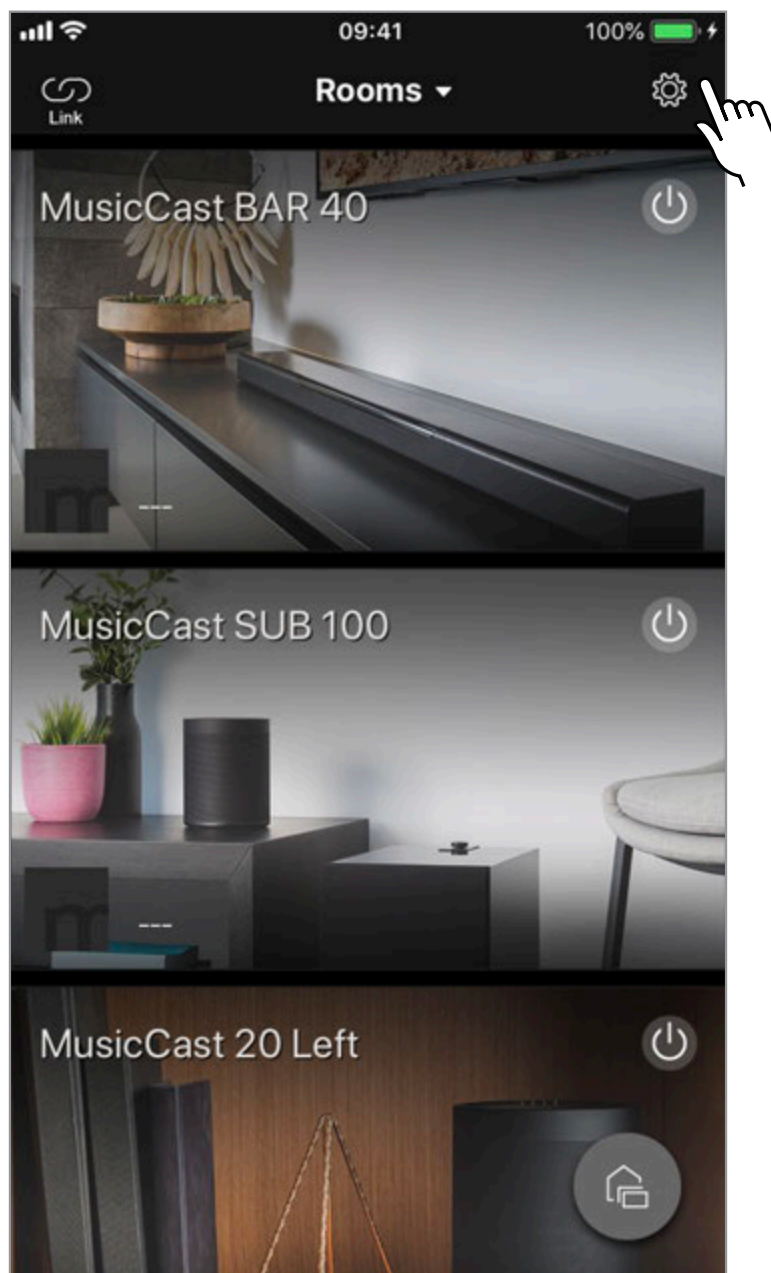 09:41
100%
Link
Rooms
MusicCast BAR 40
m
---
MusicCast SUB 100
m
---
MusicCast 20 Left